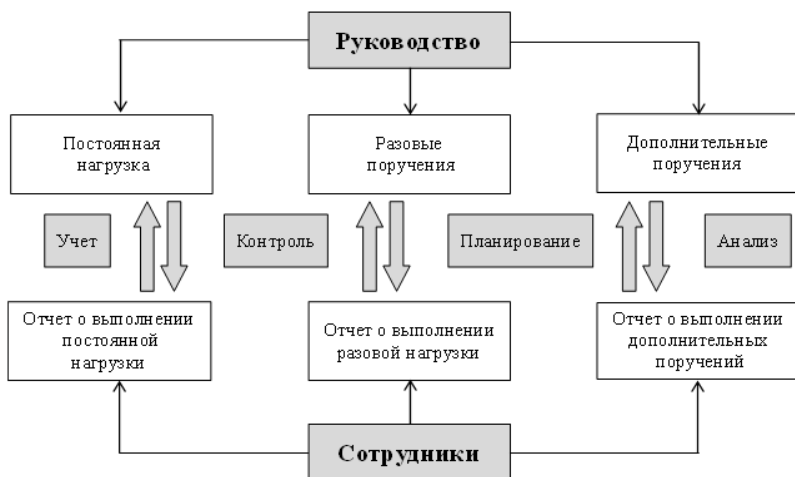 Руководство
Постоянная
нагрузка
Разовые
поручения
Дополнительные
поручения
Учет
Контроль
Планирование
Анализ
Отчет о выполнении
постоянной
нагрузки
Отчет о выполнении
разовой нагрузки
Отчет о выполнении
дополнительных
поручений
Сотрудники